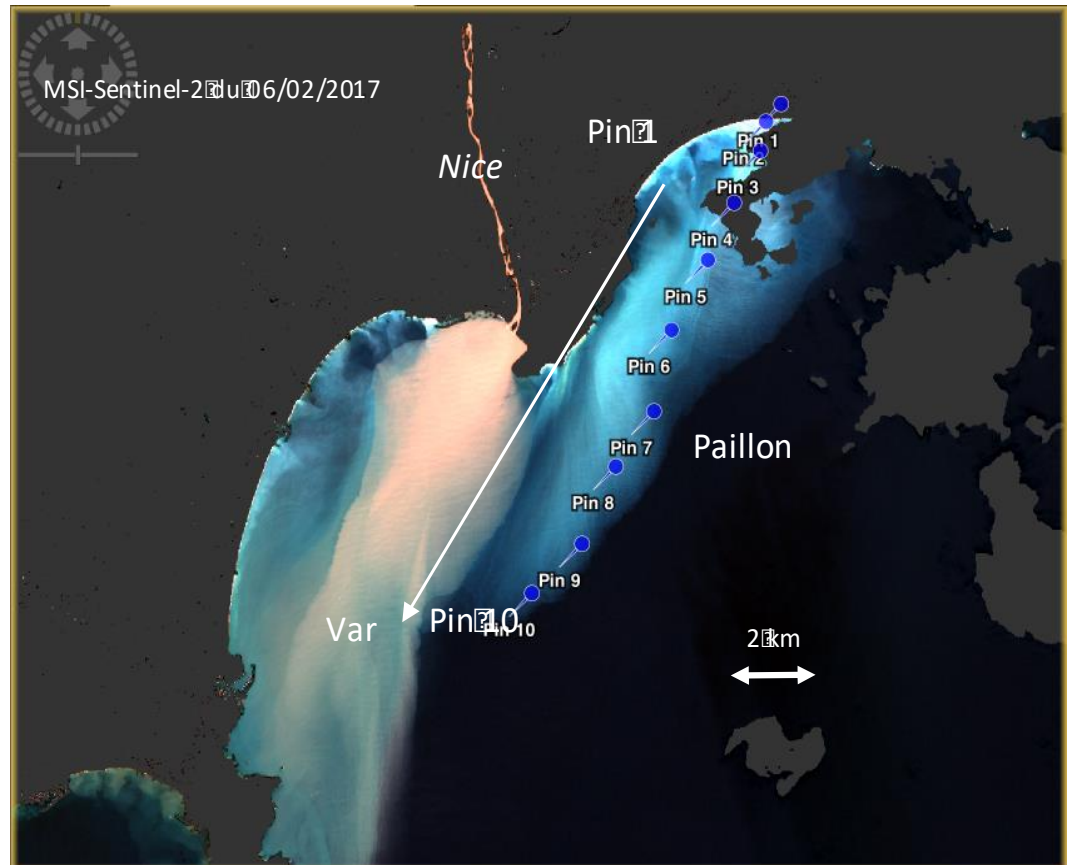 MSI-Sentinel-2�du�06/02/2017
Pin�1
Nice
Pin 1
Pin 2
Pin 3
Pin 4
Pin 5
Pin 6
Pin 7
Paillon
Pin 8
Pin 9
Var
Pin�10
Pin 10
2�km